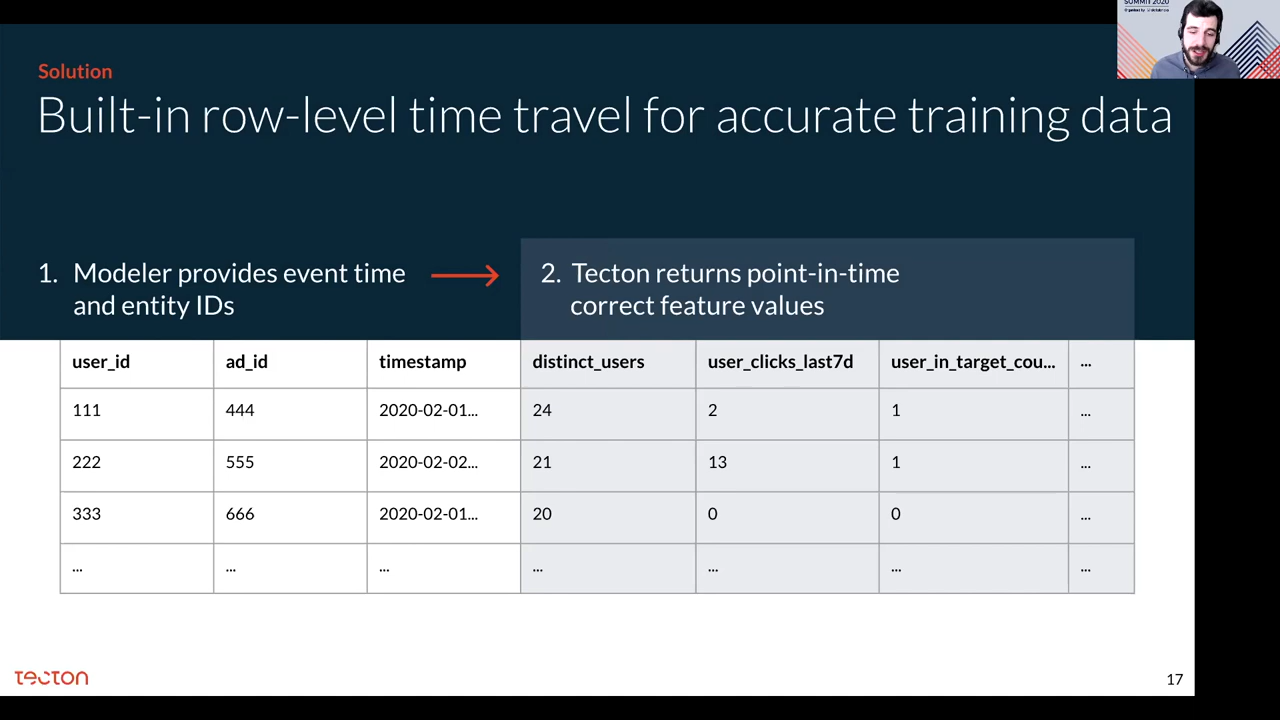 SUMMIT 2020
Solution
Built-in row-level time travel for accurate training data
1. Modeler provides event time
and entity IDs
2. Tecton returns point-in-time
correct feature values
user_id ad_id timestamp distinct_users user_clicks_last7d user_in_target_cou... ...
111 444 2020-02-01... 24 2 1 ...
222 555 2020-02-02... 21 13 1 ...
333 666 2020-02-01... 20 0 0 ...
... ... ... ... ... ... ...
tecton
17